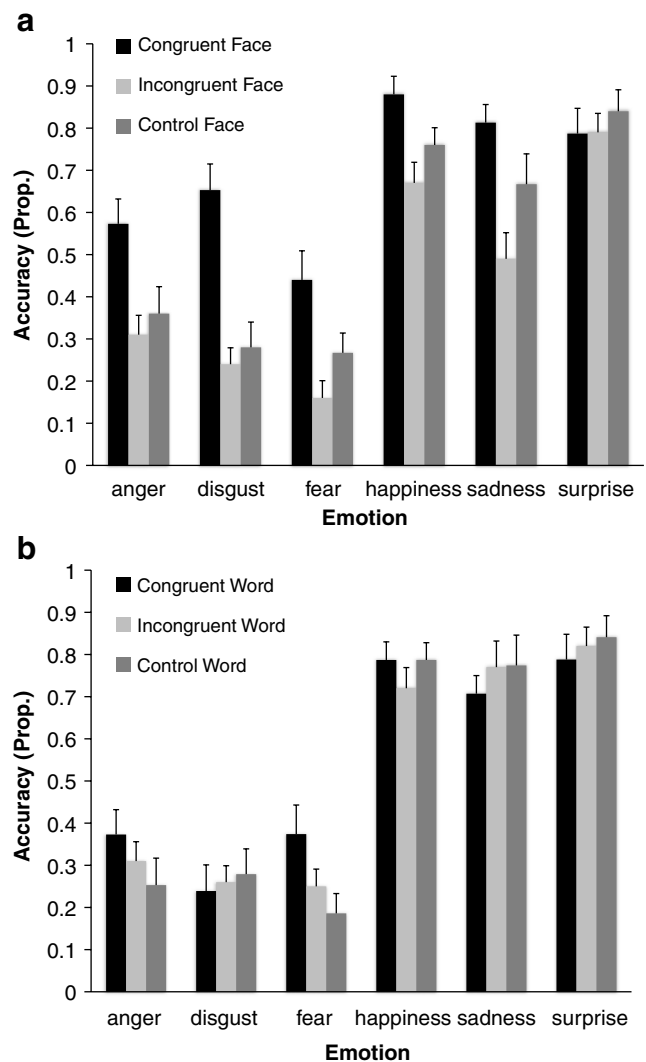 a
1
0.9
0.8
0.7
0.6
0.5
0.4
0.3
0.2
0.1
0
Accuracy (Prop.)
Congruent Face
Incongruent Face
Control Face
anger disgust fear happiness sadness surprise
Emotion
b
1
0.9
0.8
0.7
0.6
0.5
0.4
0.3
0.2
0.1
0
Accuracy (Prop.)
Congruent Word
Incongruent Word
Control Word
anger disgust fear happiness sadness surprise
Emotion